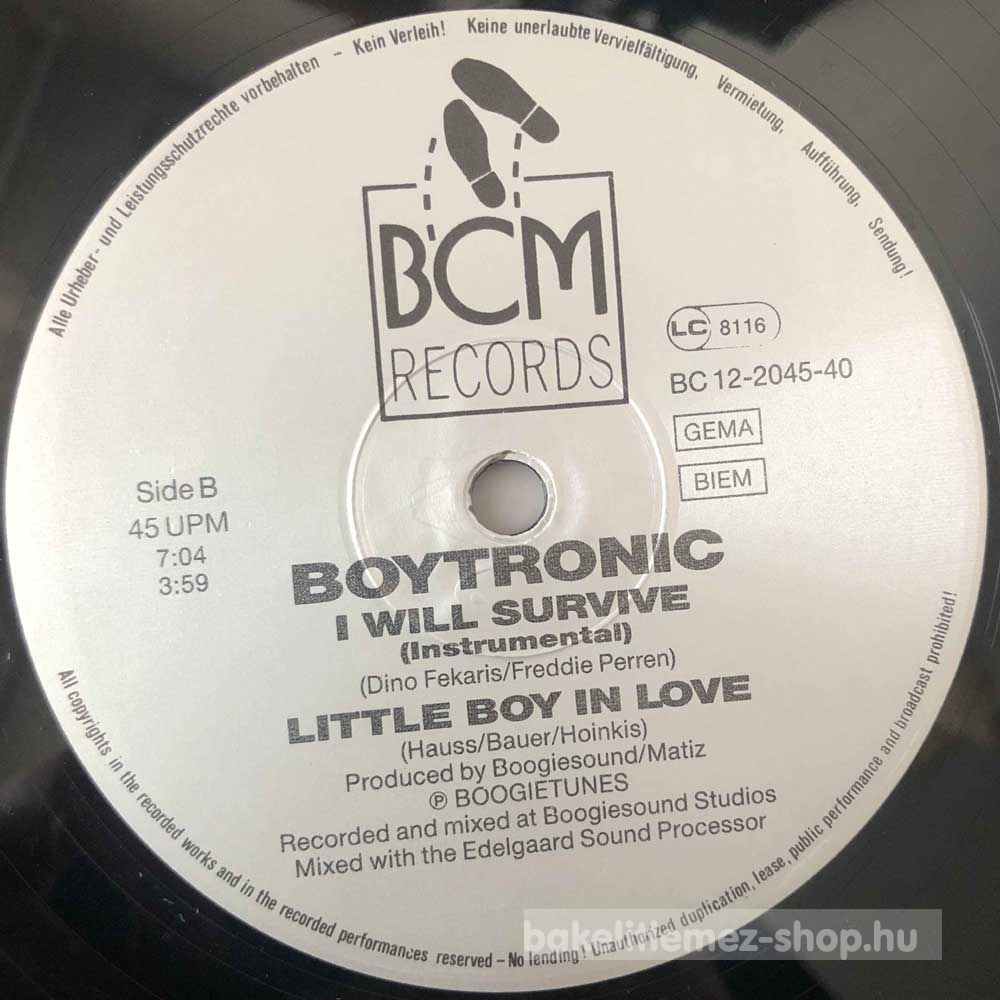 Alle Urheber- und Leistungsschutzrechte vorbehalten – Kein Verleih! Keine unerlaubte Vervielfältigung, Vermietung, Aufführung, Sendung!
BCM
RECORDS
LC 8116
BC 12-2045-40
GEMA
BIEM
Side B
45 UPM
7:04
3:59
BOYTRONIC
I WILL SURVIVE
(Instrumental)
(Dino Fekaris/Freddie Perren)
LITTLE BOY IN LOVE
(Hauss/Bauer/Hoinkis)
Produced by Boogiesound/Matiz
Ⓟ BOOGIETUNES
Recorded and mixed at Boogiesound Studios
Mixed with the Edelgaard Sound Processor
All copyrights in the recorded works and in the recorded performances reserved – No lending! Unauthorized duplication, lease, public performance and broadcast prohibited!
bakelitlemez-shop.hu